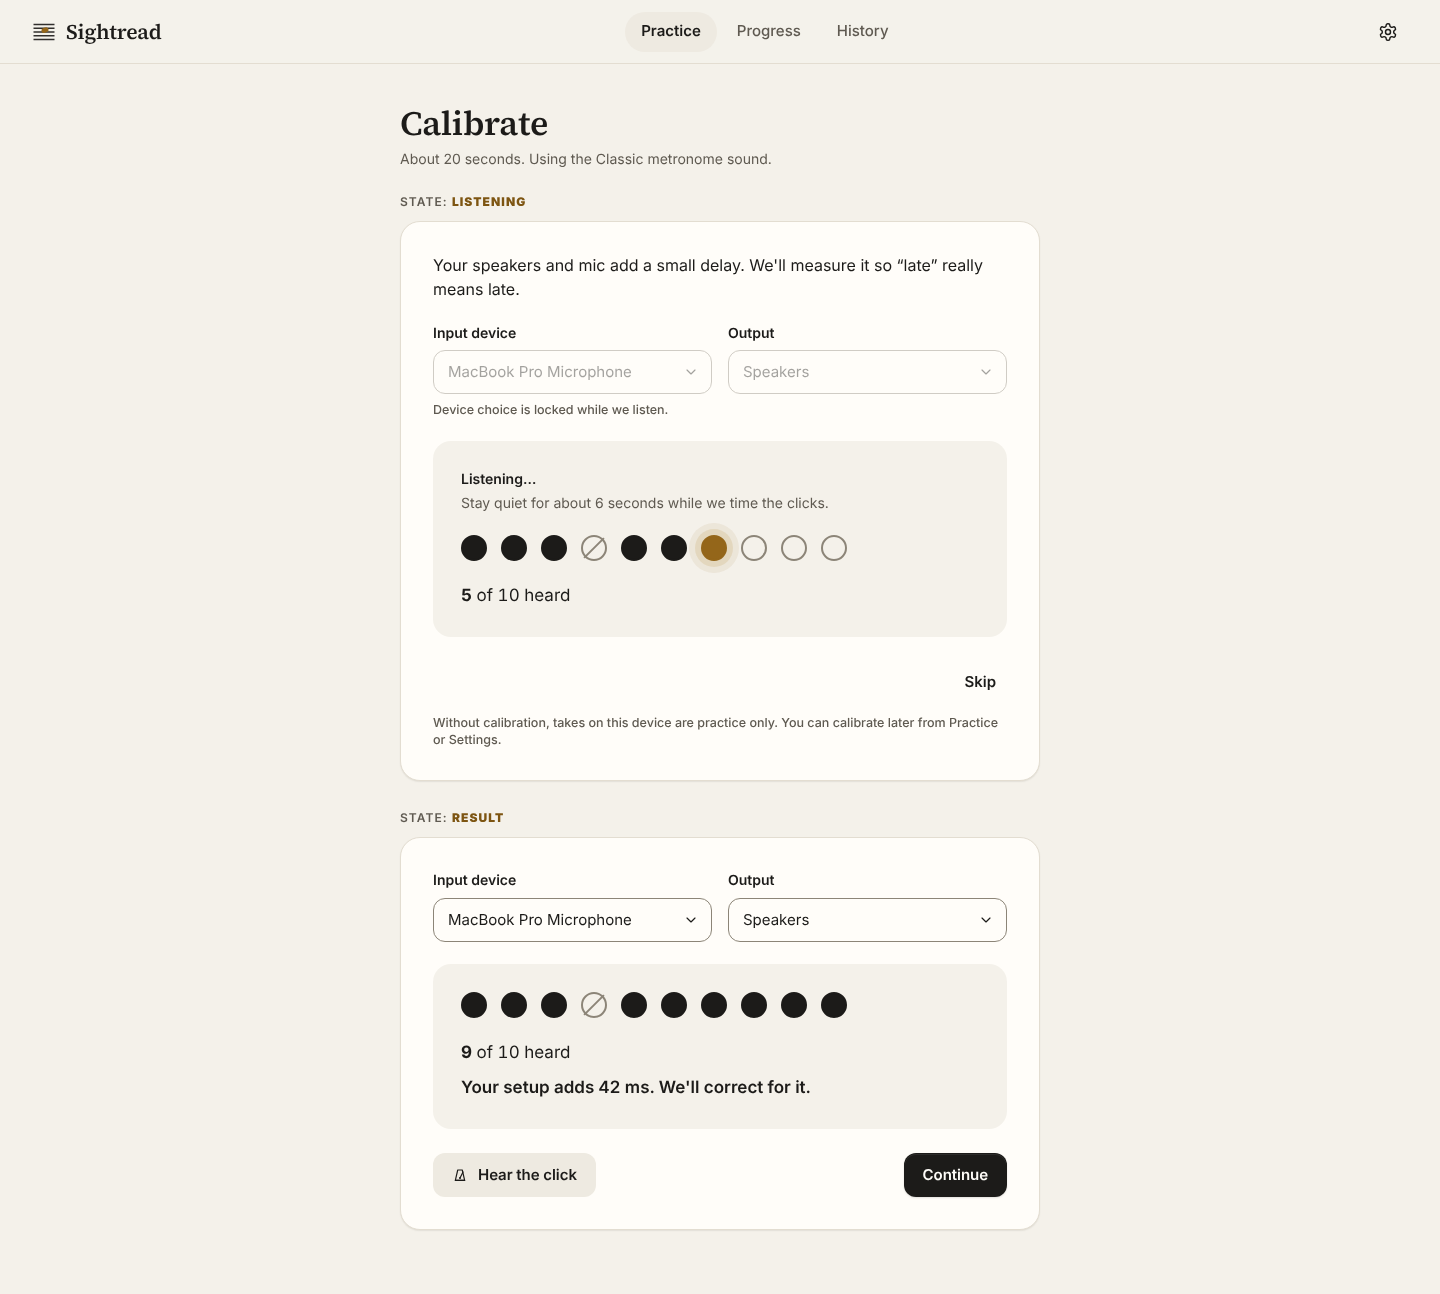 Sightread
Practice
Progress
History
Calibrate
About 20 seconds. Using the Classic metronome sound.
STATE: LISTENING
Your speakers and mic add a small delay. We'll measure it so “late” really
means late.
Input device
Output
MacBook Pro Microphone
Speakers
Device choice is locked while we listen.
Listening…
Stay quiet for about 6 seconds while we time the clicks.
5 of 10 heard
Skip
Without calibration, takes on this device are practice only. You can calibrate later from Practice
or Settings.
STATE: RESULT
Input device
Output
MacBook Pro Microphone
Speakers
9 of 10 heard
Your setup adds 42 ms. We'll correct for it.
Hear the click
Continue